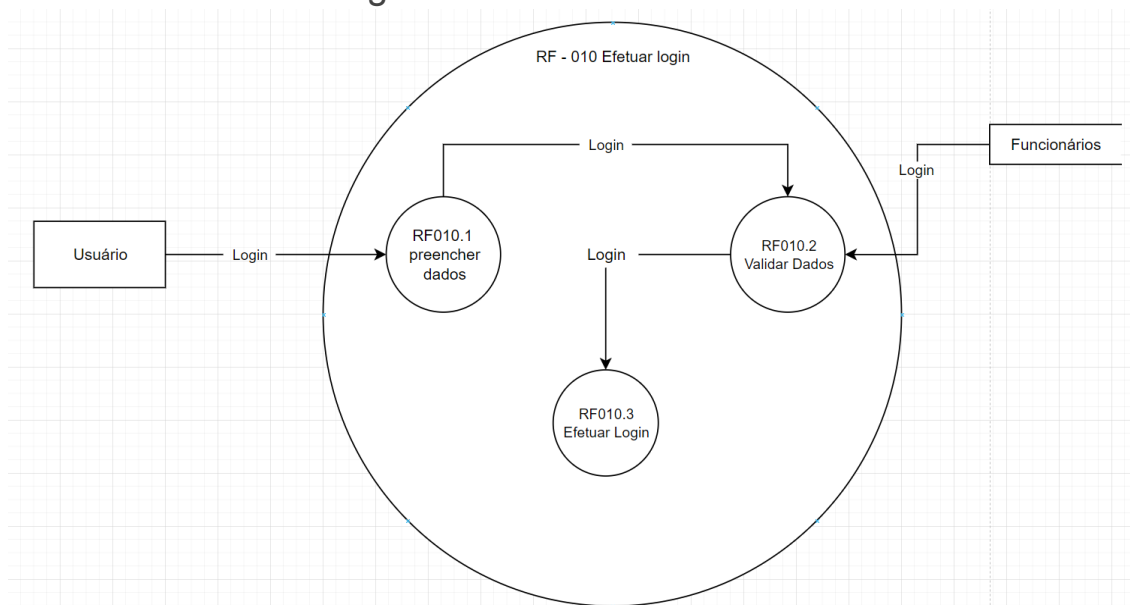 RF - 010 Efetuar login
Login
Funcionários
Login
RF010.1
preencher
dados
RF010.2
Validar Dados
Usuário
Login
Login
RF010.3
Efetuar Login